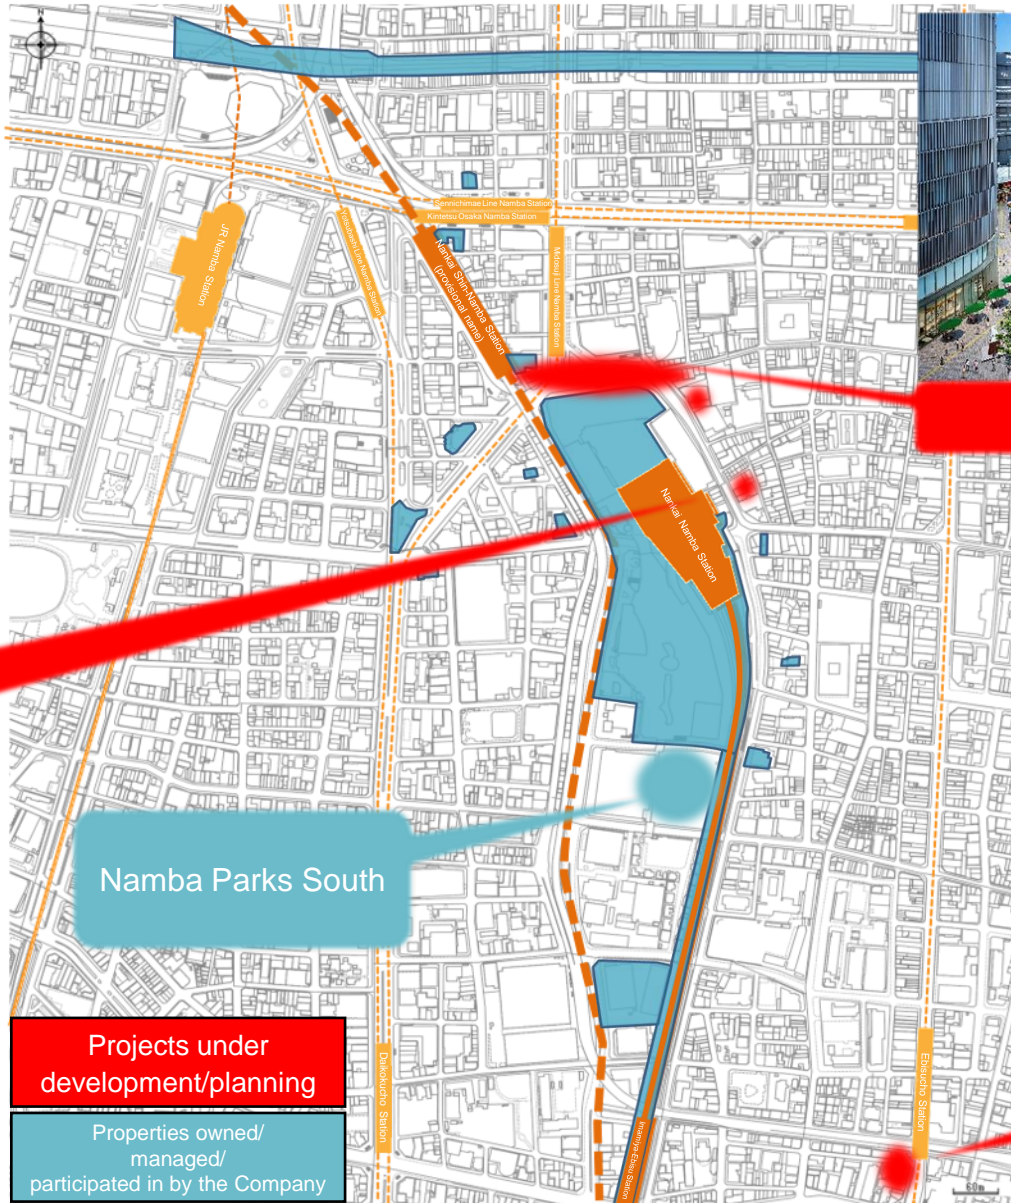 N
Sennichimae Line Namba Station
Kintetsu Osaka Namba Station
JR Namba Station
Yotsubashi Line Namba Station
Nankai Shin-Namba Station
(provisional name)
Midosuji Line Namba Station
Nankai Namba Station
Namba Parks South
Projects under
development/planning
Properties owned/
managed/
participated in by the Company
Daikokucho Station
Imamiya-Ebisu Station
Ebisucho Station
60m